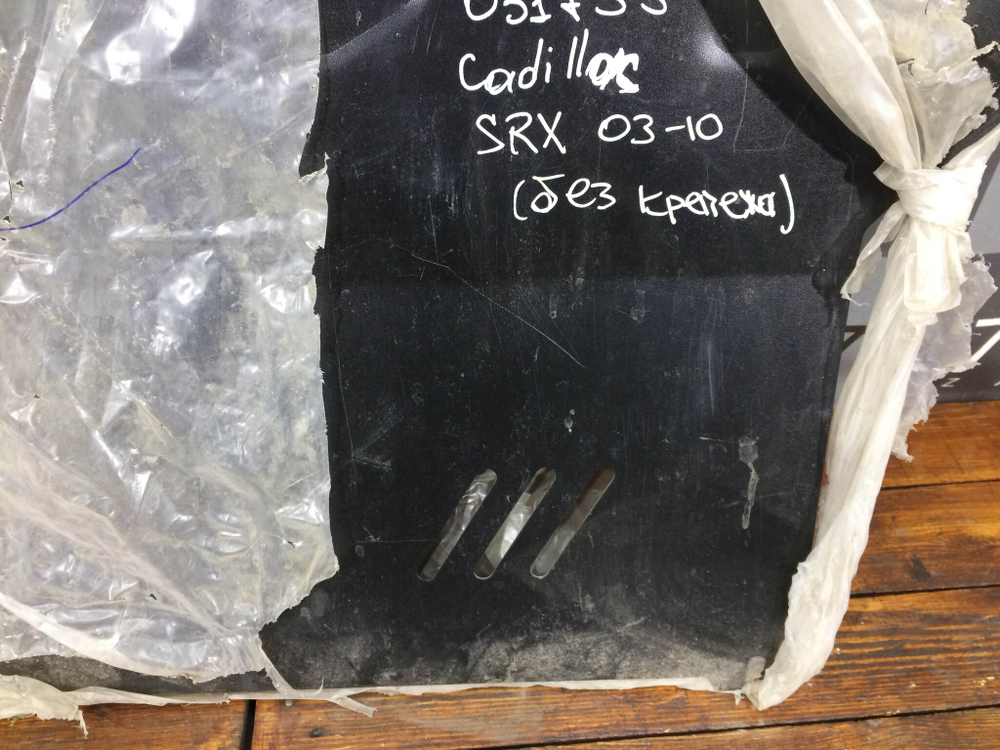 Cadillac
SRX 03-10
(без крепежа)